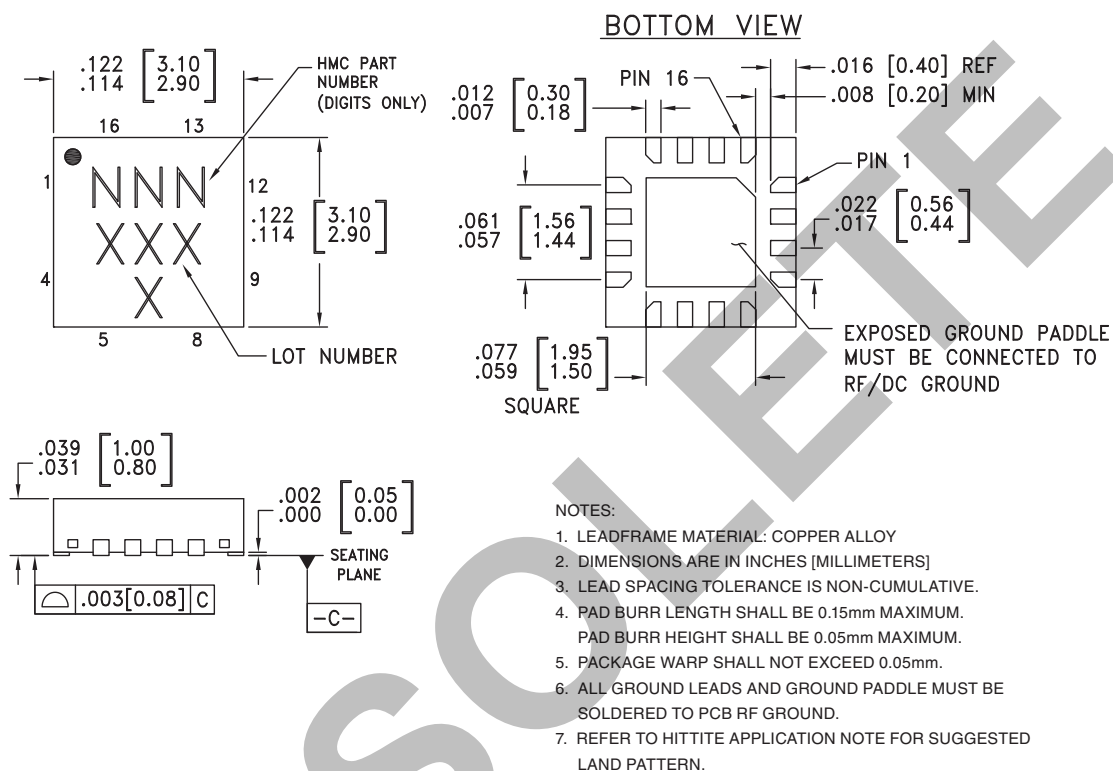 BOTTOM VIEW
.122 [3.10]
.114 [2.90]
HMC PART
NUMBER
(DIGITS ONLY)
16 13
1
12
4
9
5 8
NNN
XXX
X
.122 [3.10]
.114 [2.90]
LOT NUMBER
.012 [0.30]
.007 [0.18]
PIN 16
.016 [0.40] REF
.008 [0.20] MIN
PIN 1
.061 [1.56]
.057 [1.44]
.022 [0.56]
.017 [0.44]
.077 [1.95]
.059 [1.50]
SQUARE
EXPOSED GROUND PADDLE
MUST BE CONNECTED TO
RF/DC GROUND
.039 [1.00]
.031 [0.80]
.002 [0.05]
.000 [0.00]
SEATING
PLANE
.003[0.08] C
-C-
NOTES:
1. LEADFRAME MATERIAL: COPPER ALLOY
2. DIMENSIONS ARE IN INCHES [MILLIMETERS]
3. LEAD SPACING TOLERANCE IS NON-CUMULATIVE.
4. PAD BURR LENGTH SHALL BE 0.15mm MAXIMUM.
PAD BURR HEIGHT SHALL BE 0.05mm MAXIMUM.
5. PACKAGE WARP SHALL NOT EXCEED 0.05mm.
6. ALL GROUND LEADS AND GROUND PADDLE MUST BE
SOLDERED TO PCB RF GROUND.
7. REFER TO HITTITE APPLICATION NOTE FOR SUGGESTED
LAND PATTERN.
SOLETE